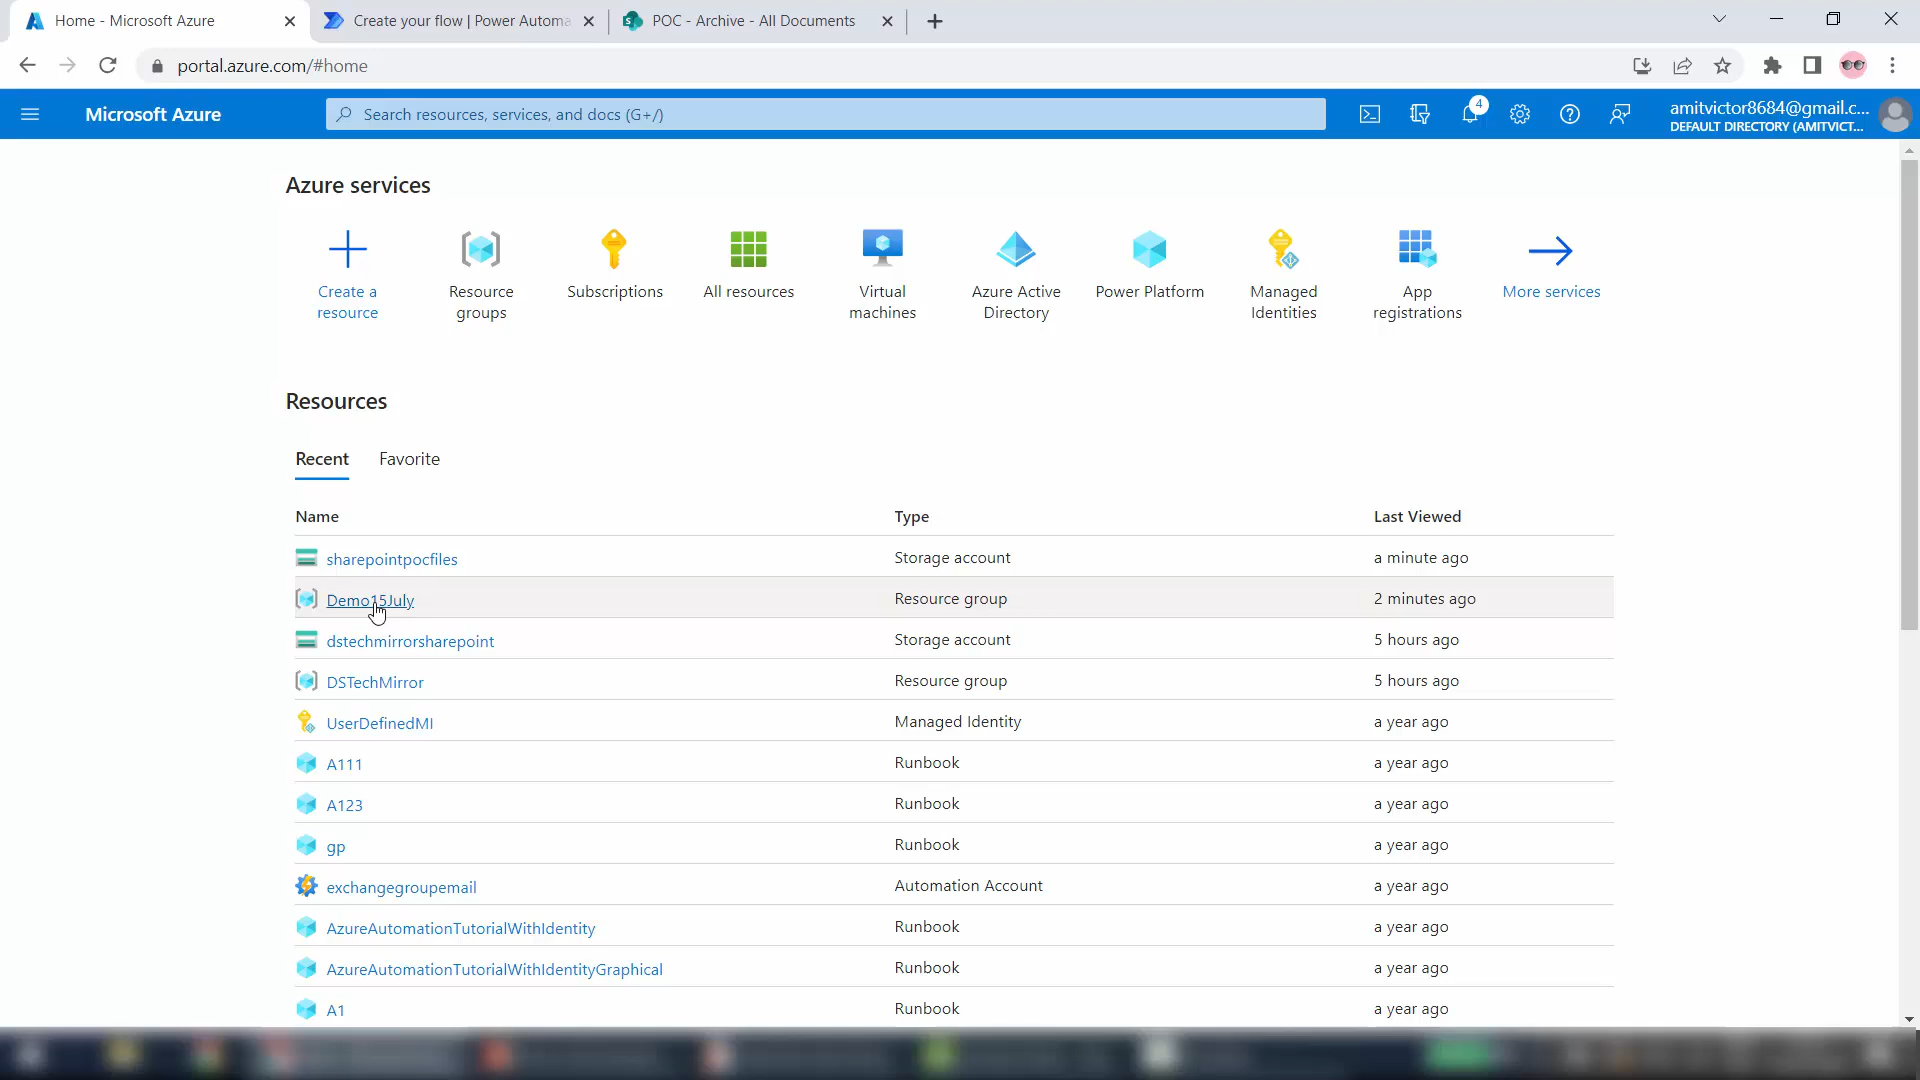 Home - Microsoft Azure
Create your flow | Power Automa
POC - Archive - All Documents
portal.azure.com/#home
Microsoft Azure
Search resources, services, and docs (G+/)
4
amitvictor8684@gmail.c...
DEFAULT DIRECTORY (AMITVICT...
Azure services
Create a resource
Resource groups
Subscriptions
All resources
Virtual machines
Azure Active Directory
Power Platform
Managed Identities
App registrations
More services
Resources
Recent Favorite
Name Type Last Viewed
sharepointpocfiles Storage account a minute ago
Demo15July Resource group 2 minutes ago
dstechmirrorsharepoint Storage account 5 hours ago
DSTechMirror Resource group 5 hours ago
UserDefinedMI Managed Identity a year ago
A111 Runbook a year ago
A123 Runbook a year ago
gp Runbook a year ago
exchangegroupemail Automation Account a year ago
AzureAutomationTutorialWithIdentity Runbook a year ago
AzureAutomationTutorialWithIdentityGraphical Runbook a year ago
A1 Runbook a year ago